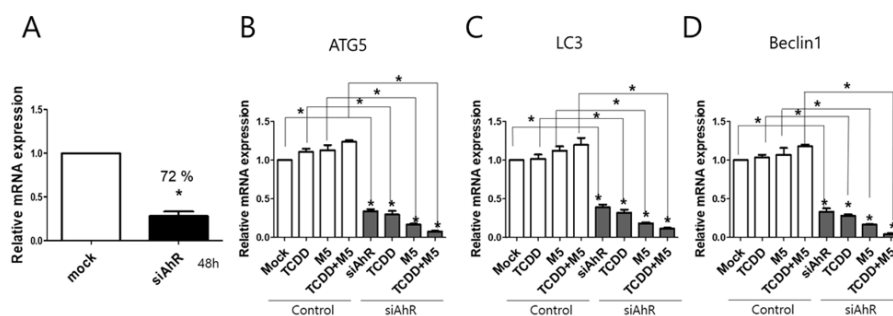 A
Relative mRNA expression
1.5
1.0
0.5
0.0
72 %
*
mock
siAhR
48h
B
ATG5
Relative mRNA expression
1.5
1.0
0.5
0.0
*
*
*
*
*
*
*
*
Mock
TCDD
M5
TCDD+M5
siAhR
TCDD
M5
TCDD+M5
Control
siAhR
C
LC3
Relative mRNA expression
1.5
1.0
0.5
0.0
*
*
*
*
*
*
*
*
Mock
TCDD
M5
TCDD+M5
siAhR
TCDD
M5
TCDD+M5
Control
siAhR
D
Beclin1
Relative mRNA expression
1.5
1.0
0.5
0.0
*
*
*
*
*
*
*
*
Mock
TCDD
M5
TCDD+M5
siAhR
TCDD
M5
TCDD+M5
Control
siAhR